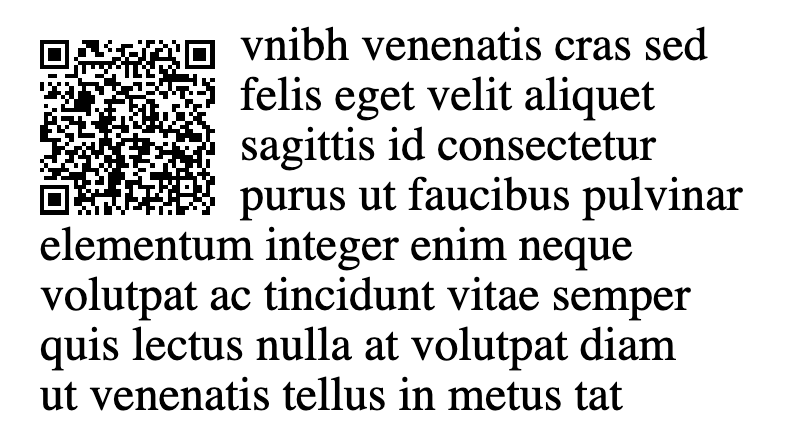 vnibh venenatis cras sed
felis eget velit aliquet
sagittis id consectetur
purus ut faucibus pulvinar
elementum integer enim neque
volutpat ac tincidunt vitae semper
quis lectus nulla at volutpat diam
ut venenatis tellus in metus tat